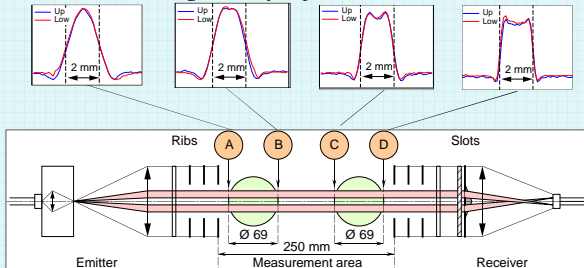 Up
Low
2 mm
Up
Low
2 mm
Up
Low
2 mm
Up
Low
2 mm
Ribs
A
B
C
D
Slots
Ø 69
Ø 69
250 mm
Emitter
Measurement area
Receiver